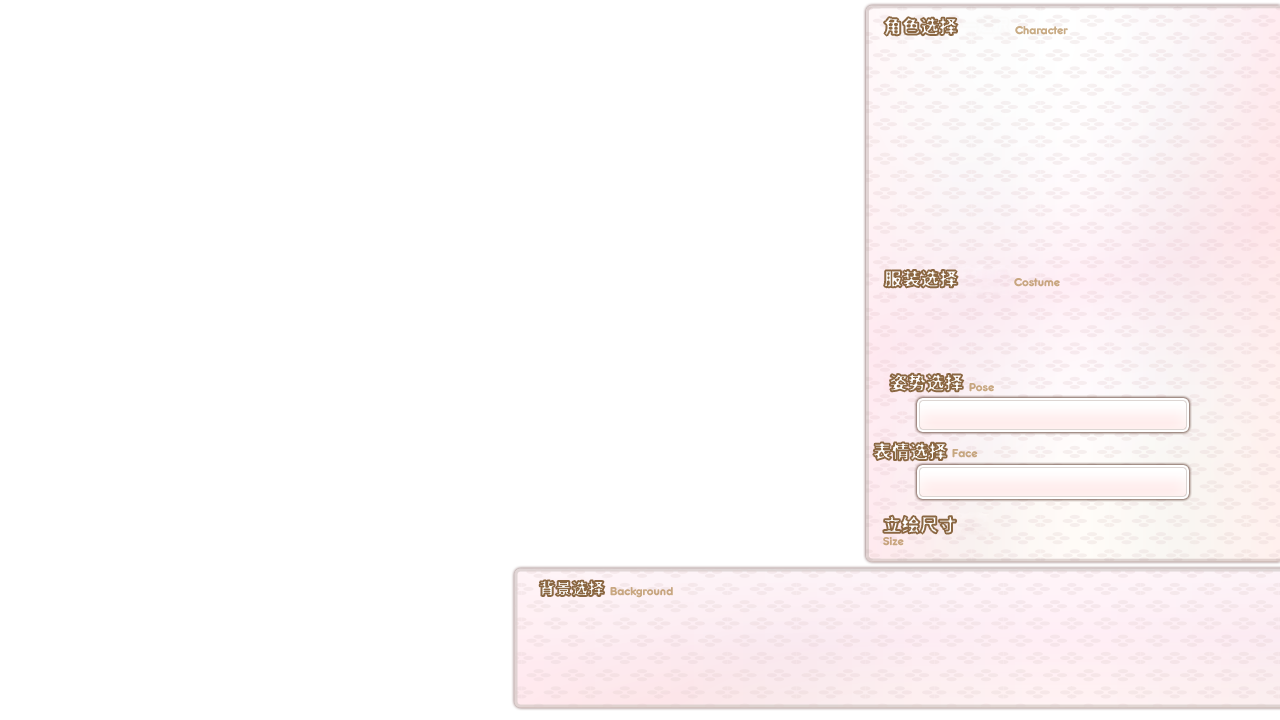 角色选择 Character
服装选择 Costume
姿势选择 Pose
表情选择 Face
立绘尺寸
Size
背景选择 Background